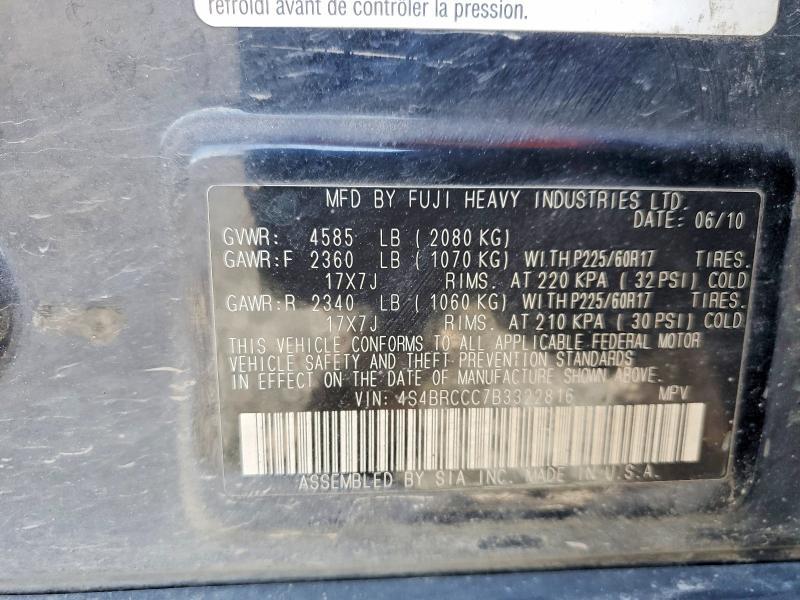 refroidi avant de contrôler la pression.
MFD BY FUJI HEAVY INDUSTRIES LTD.
DATE: 06/10
GVWR: 4585 LB ( 2080 KG)
GAWR:F 2360 LB ( 1070 KG) WITH P225/60R17 TIRES.
17X7J RIMS. AT 220 KPA ( 32 PSI) COLD
GAWR:R 2340 LB ( 1060 KG) WITH P225/60R17 TIRES.
17X7J RIMS. AT 210 KPA ( 30 PSI) COLD
THIS VEHICLE CONFORMS TO ALL APPLICABLE FEDERAL MOTOR
VEHICLE SAFETY AND THEFT PREVENTION STANDARDS
IN EFFECT ON THE DATE OF MANUFACTURE SHOWN ABOVE.
VIN: 4S4BRCCC7B3322816 MPV
ASSEMBLED BY SIA INC. MADE IN U.S.A.